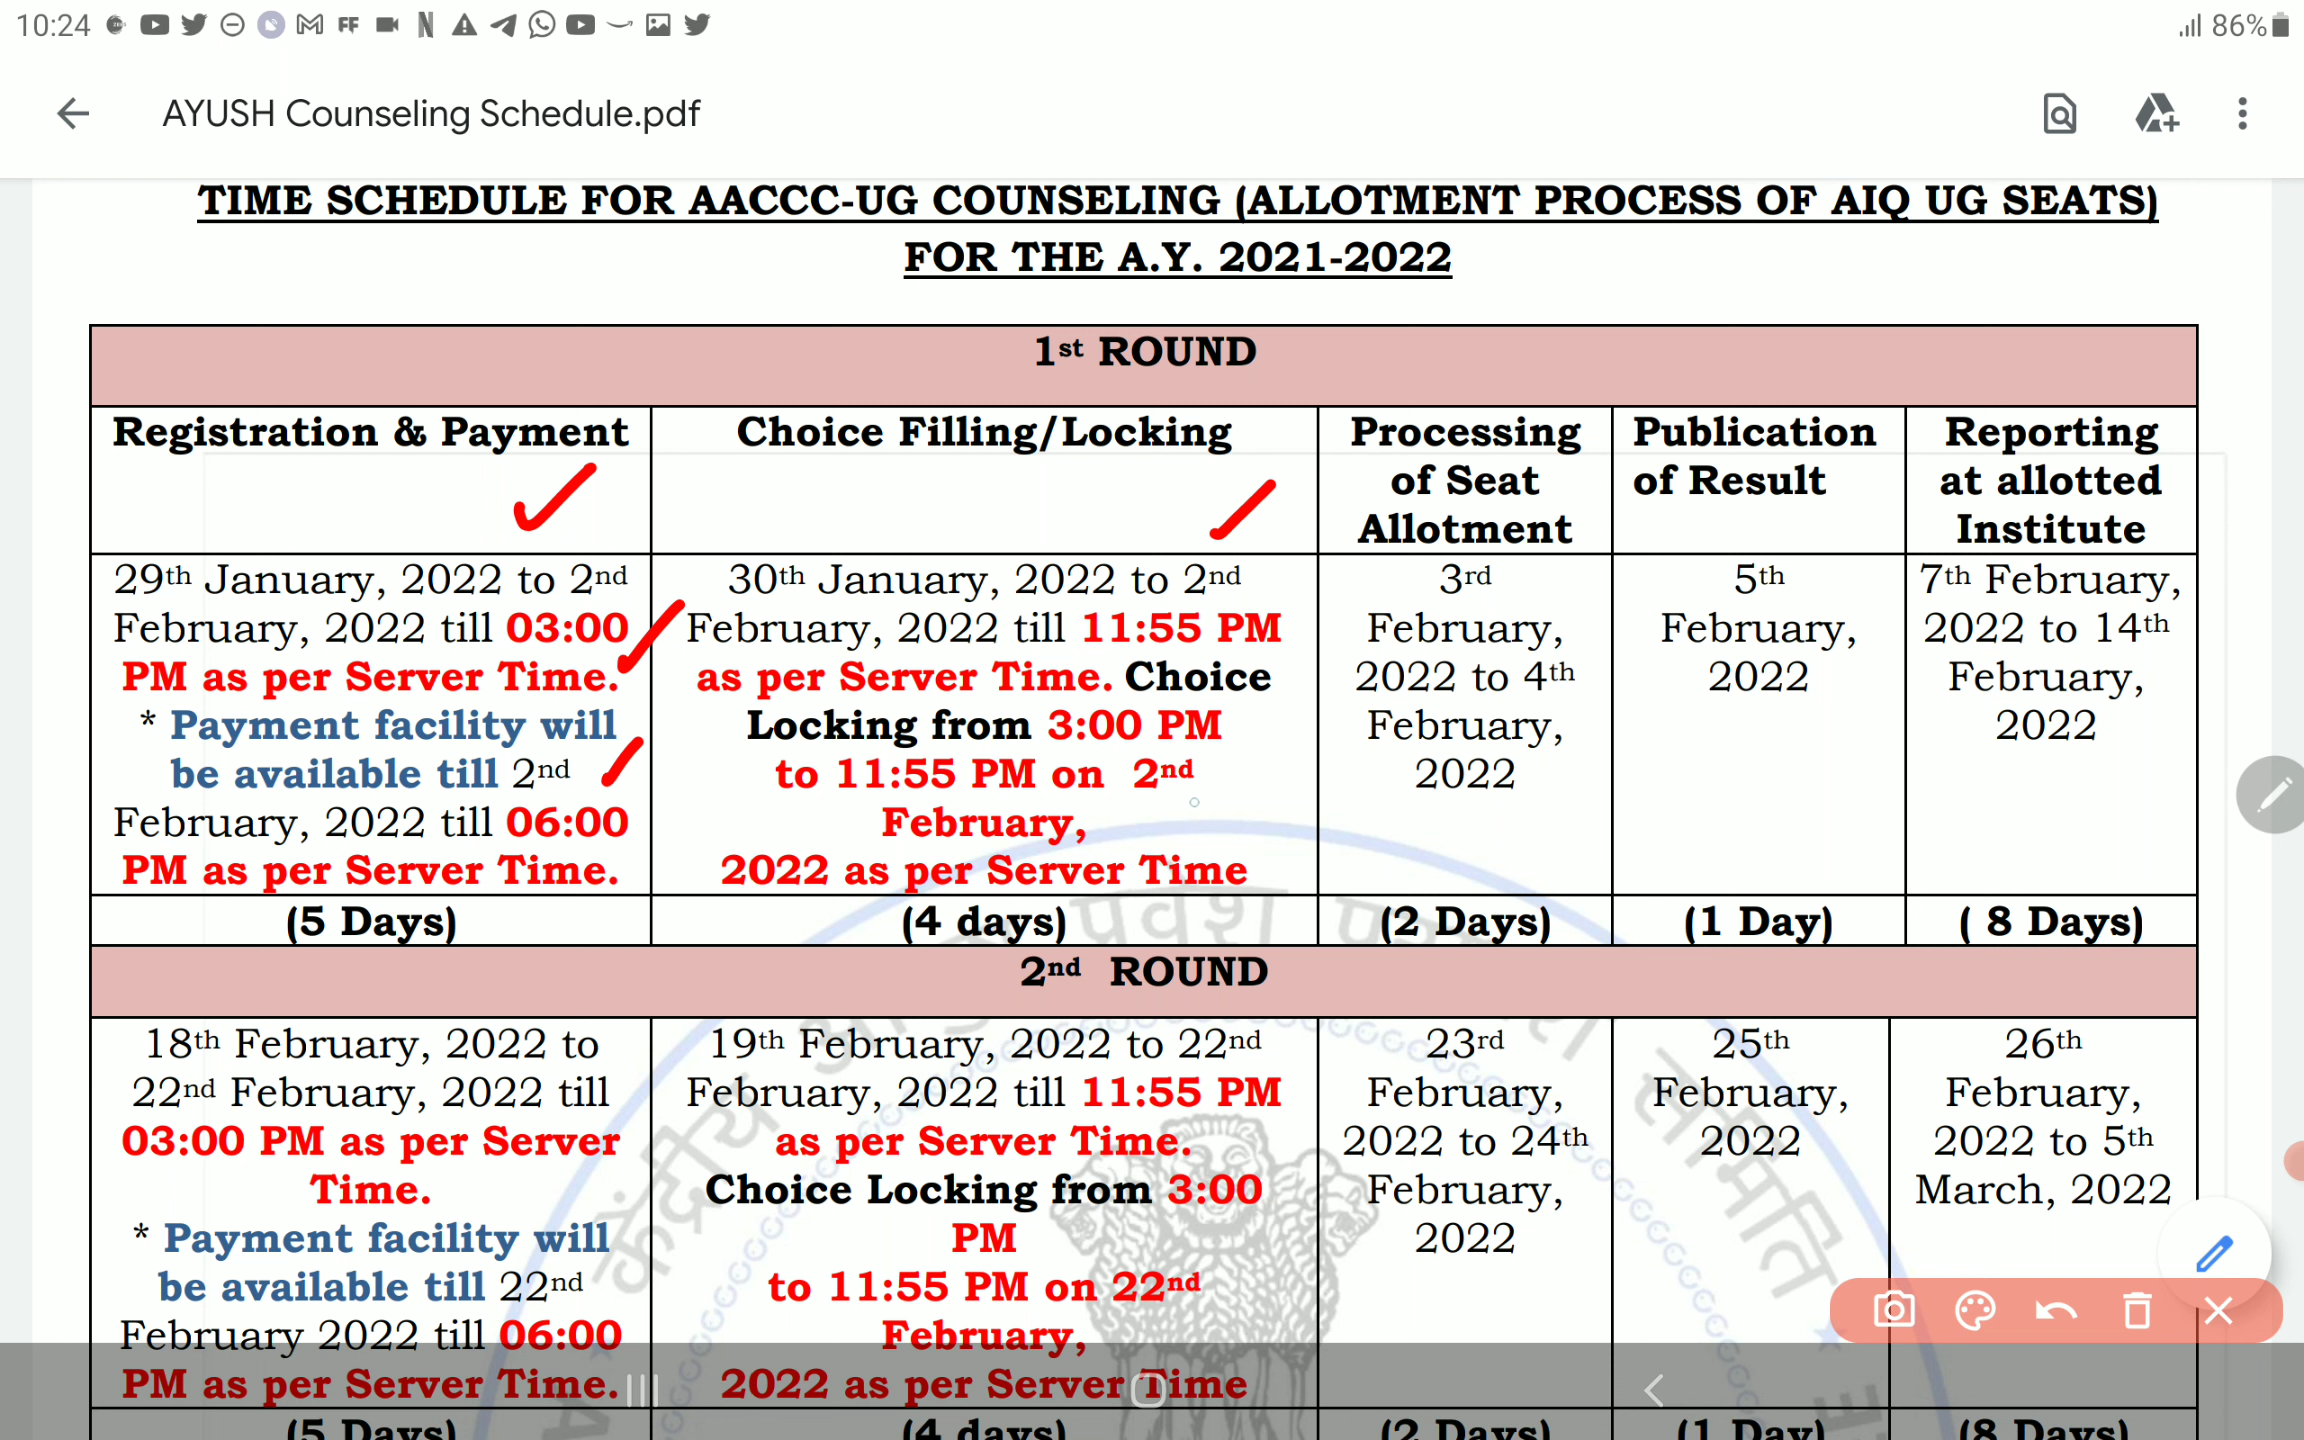 10:24
86%
AYUSH Counseling Schedule.pdf
TIME SCHEDULE FOR AACCC-UG COUNSELING (ALLOTMENT PROCESS OF AIQ UG SEATS)
FOR THE A.Y. 2021-2022
1st ROUND
Registration & Payment
Choice Filling/Locking
Processing
of Seat
Allotment
Publication
of Result
Reporting
at allotted
Institute
29th January, 2022 to 2nd
February, 2022 till 03:00
PM as per Server Time.
* Payment facility will
be available till 2nd
February, 2022 till 06:00
PM as per Server Time.
30th January, 2022 to 2nd
February, 2022 till 11:55 PM
as per Server Time. Choice
Locking from 3:00 PM
to 11:55 PM on 2nd
February,
2022 as per Server Time
3rd
February,
2022 to 4th
February,
2022
5th
February,
2022
7th February,
2022 to 14th
February,
2022
(5 Days)
(4 days)
(2 Days)
(1 Day)
( 8 Days)
2nd ROUND
18th February, 2022 to
22nd February, 2022 till
03:00 PM as per Server
Time.
* Payment facility will
be available till 22nd
February 2022 till 06:00
PM as per Server Time.
19th February, 2022 to 22nd
February, 2022 till 11:55 PM
as per Server Time.
Choice Locking from 3:00
PM
to 11:55 PM on 22nd
February,
2022 as per Server Time
23rd
February,
2022 to 24th
February,
2022
25th
February,
2022
26th
February,
2022 to 5th
March, 2022
(5 Days)
(4 days)
(2 Days)
(1 Day)
(8 Days)
केंद्रीय
समिति